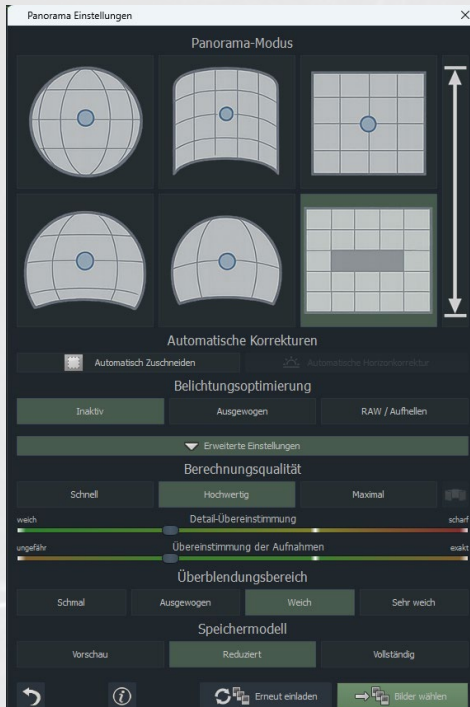 Panorama Einstellungen
Panorama-Modus
Automatische Korrekturen
Automatisch Zuschneiden
Automatische Horizontkorrektur
Belichtungsoptimierung
Inaktiv
Ausgewogen
RAW / Aufhellen
Erweiterte Einstellungen
Berechnungsqualität
Schnell
Hochwertig
Maximal
weich
Detail-Übereinstimmung
scharf
ungefähr
Übereinstimmung der Aufnahmen
exakt
Überblendungsbereich
Schmal
Ausgewogen
Weich
Sehr weich
Speichermodell
Vorschau
Reduziert
Vollständig
Erneut einladen
Bilder wählen